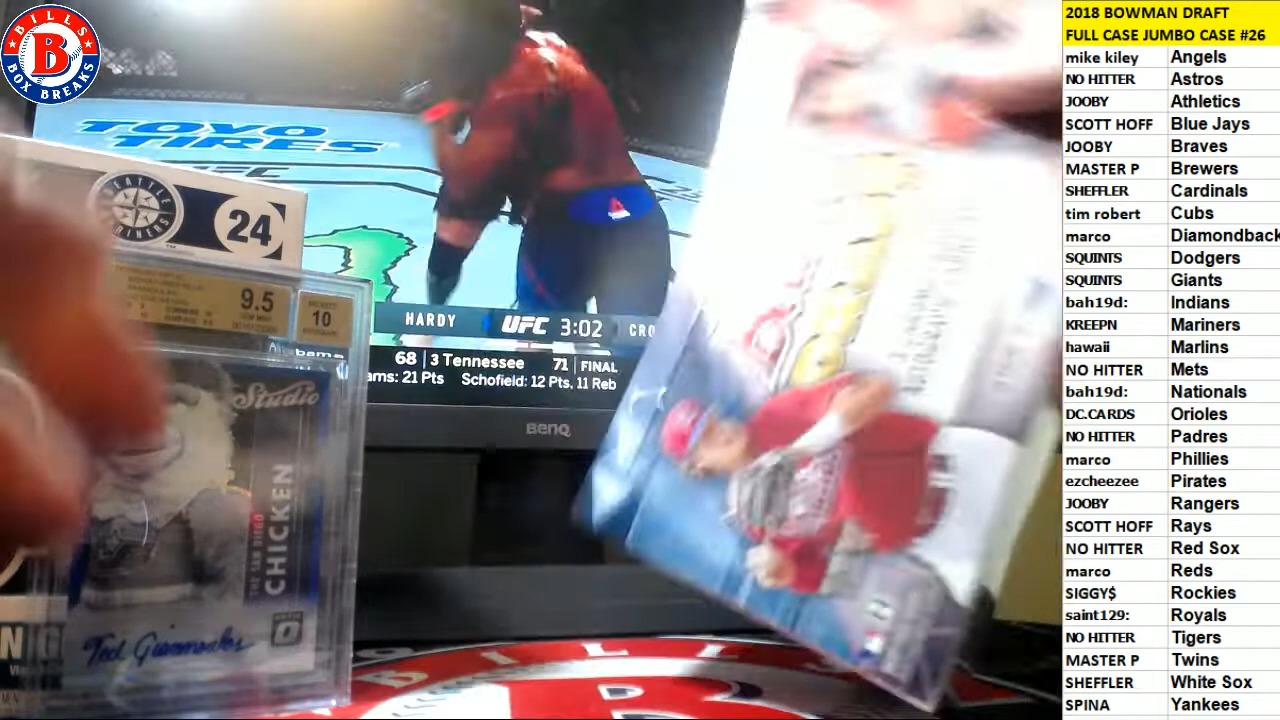 BILLS
B
BOX BREAKS
TOYO TIRES
SEATTLE
24
9.5
10
HARDY
UFC 3:02
CRO
Alabama
68 | 3 Tennessee 71 | FINAL
ams: 21 Pts Schofield: 12 Pts, 11 Reb
BenQ
Studio
THE SAN DIEGO
CHICKEN
BILLS
2018 BOWMAN DRAFT
FULL CASE JUMBO CASE #26
mike kiley Angels
NO HITTER Astros
JOOBY Athletics
SCOTT HOFF Blue Jays
JOOBY Braves
MASTER P Brewers
SHEFFLER Cardinals
tim robert Cubs
marco Diamondback
SQUINTS Dodgers
SQUINTS Giants
bah19d: Indians
KREEPN Mariners
hawaii Marlins
NO HITTER Mets
bah19d: Nationals
DC.CARDS Orioles
NO HITTER Padres
marco Phillies
ezcheezee Pirates
JOOBY Rangers
SCOTT HOFF Rays
NO HITTER Red Sox
marco Reds
SIGGY$ Rockies
saint129: Royals
NO HITTER Tigers
MASTER P Twins
SHEFFLER White Sox
SPINA Yankees